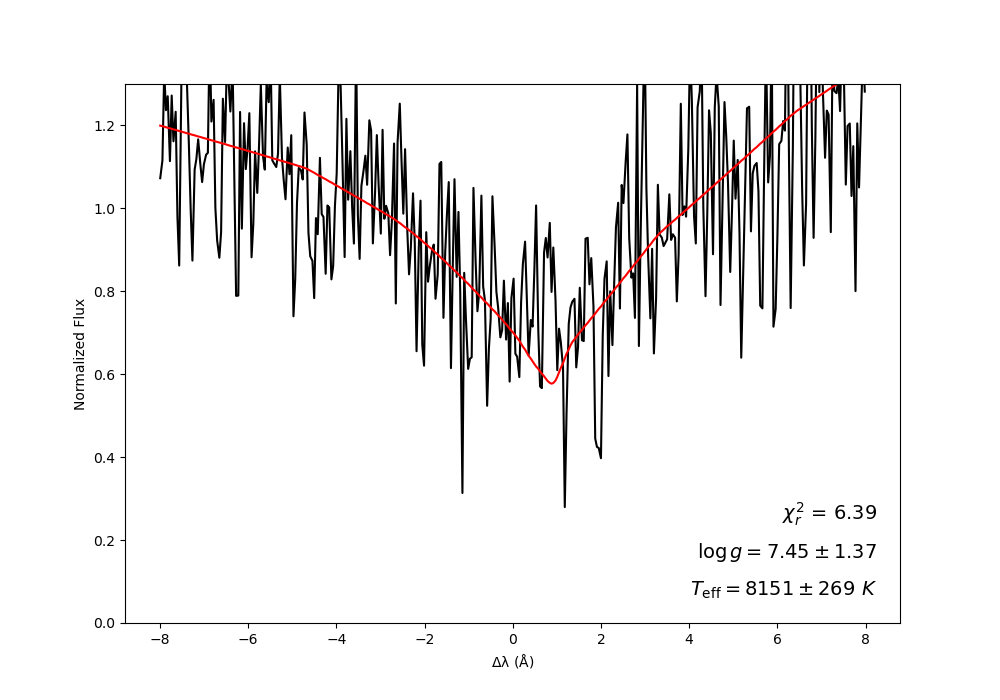 1.2
1.0
0.8
0.6
0.4
0.2
0.0
Normalized Flux
χ²ᵣ = 6.39
log g = 7.45 ± 1.37
T_eff = 8151 ± 269 K
−8 −6 −4 −2 0 2 4 6 8
Δλ (Å)